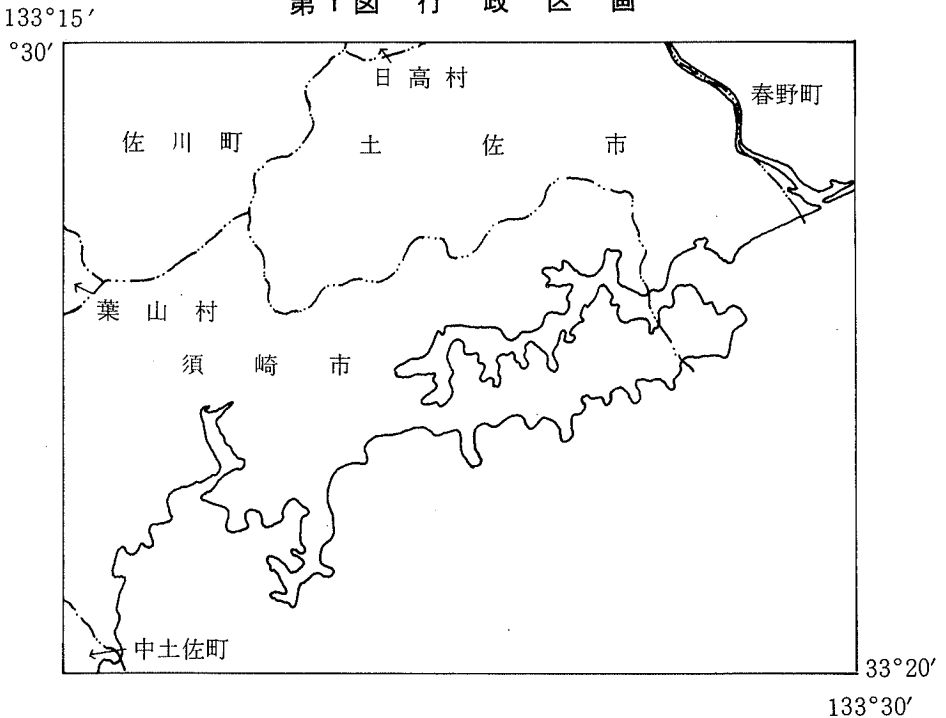 第1図 行政区画
133°15′
°30′
日高村
春野町
佐川町
土佐市
葉山村
須崎市
中土佐町
33°20′
133°30′